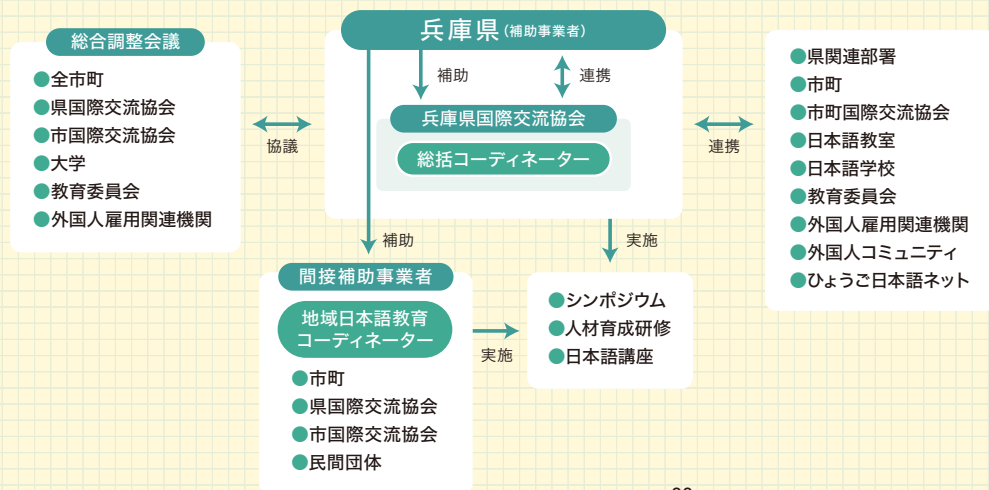 総合調整会議
●全市町
●県国際交流協会
●市国際交流協会
●大学
●教育委員会
●外国人雇用関連機関
協議
兵庫県(補助事業者)
補助
連携
兵庫県国際交流協会
総括コーディネーター
連携
●県関連部署
●市町
●市町国際交流協会
●日本語教室
●日本語学校
●教育委員会
●外国人雇用関連機関
●外国人コミュニティ
●ひょうご日本語ネット
補助
実施
間接補助事業者
地域日本語教育
コーディネーター
●市町
●県国際交流協会
●市国際交流協会
●民間団体
実施
●シンポジウム
●人材育成研修
●日本語講座